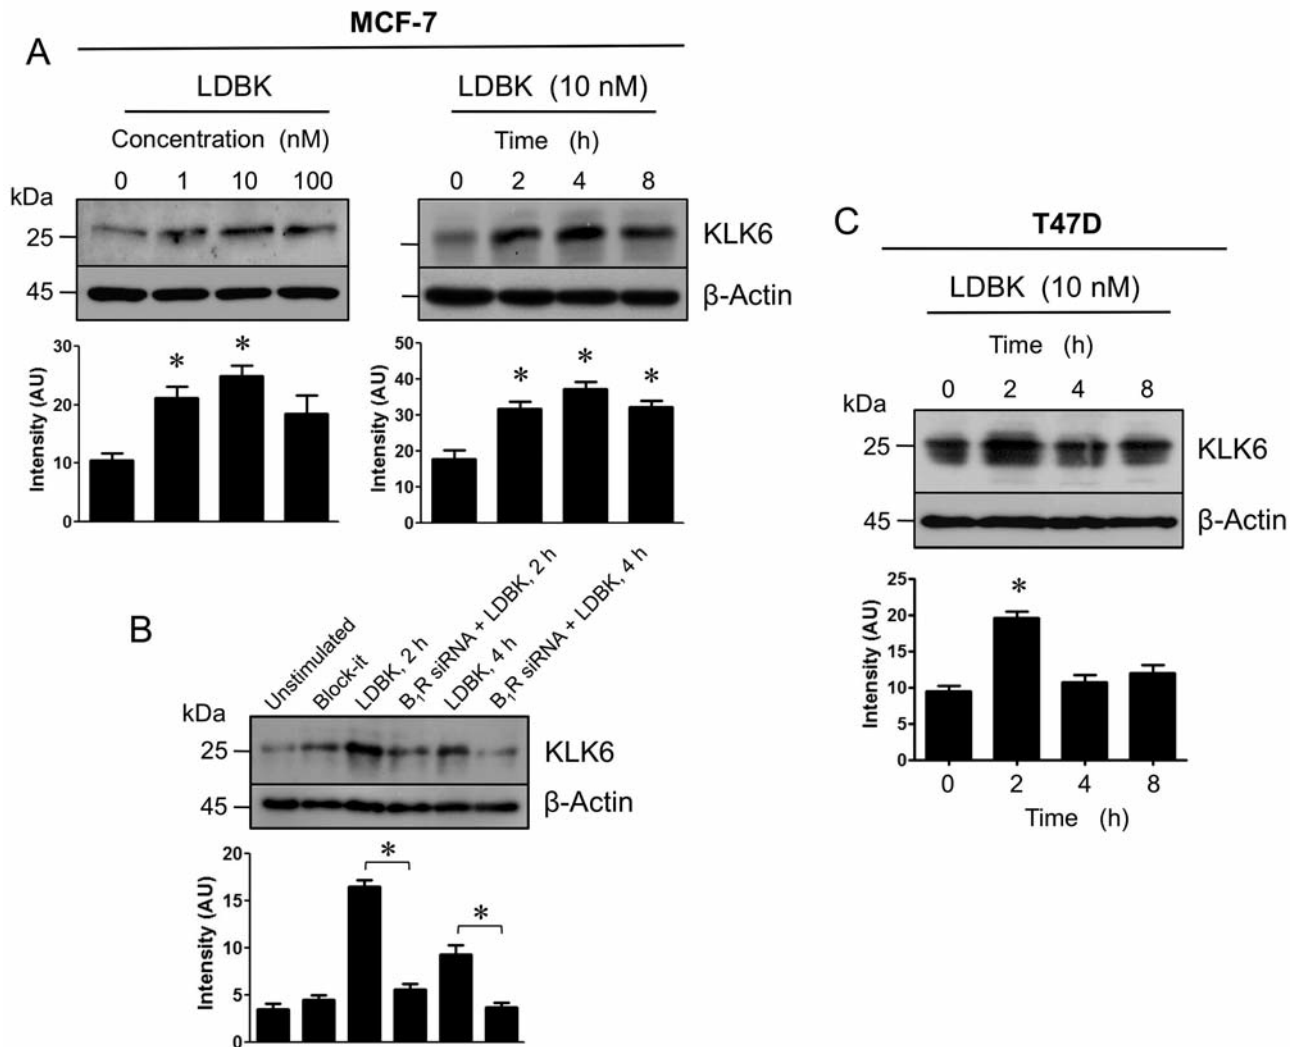 MCF-7
A
LDBK
Concentration (nM)
0 1 10 100
kDa
25
45
Intensity (AU)
30
20
10
0
* *
LDBK (10 nM)
Time (h)
0 2 4 8
KLK6
β-Actin
Intensity (AU)
50
40
30
20
10
0
* * *
B
Unstimulated
Block-it
LDBK, 2 h
B₁R siRNA + LDBK, 2 h
LDBK, 4 h
B₁R siRNA + LDBK, 4 h
kDa
25
45
KLK6
β-Actin
Intensity (AU)
20
15
10
5
0
*
*
C
T47D
LDBK (10 nM)
Time (h)
0 2 4 8
kDa
25
45
KLK6
β-Actin
Intensity (AU)
25
20
15
10
5
0
*
0 2 4 8
Time (h)